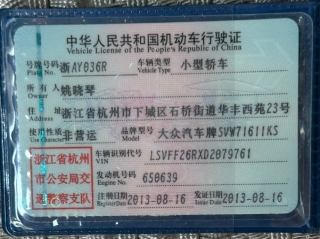 中华人民共和国机动车行驶证
Vehicle License of the People's Republic of China
号牌号码 浙AY036R 车辆类型 小型轿车
Plate No. Vehicle Type
所有人 姚晓琴
Owner
住址 浙江省杭州市下城区石桥街道华丰西苑23号
Address
使用性质 非营运 品牌型号 大众汽车牌SVW71611KS
Use Character Model
浙江省杭州
市公安局交
通警察支队
车辆识别代号 LSVFF26RXD2079761
VIN
发动机号码 650639
Engine No.
注册日期 2013-08-16 发证日期 2013-08-16
Register Date Issue Date